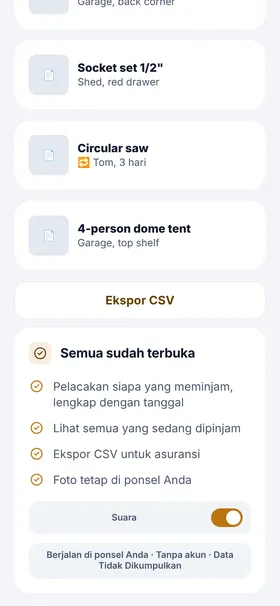 Garage, back corner
Socket set 1/2"
Shed, red drawer
Circular saw
🔁 Tom, 3 hari
4-person dome tent
Garage, top shelf
Ekspor CSV
Semua sudah terbuka
Pelacakan siapa yang meminjam,
lengkap dengan tanggal
Lihat semua yang sedang dipinjam
Ekspor CSV untuk asuransi
Foto tetap di ponsel Anda
Suara
Berjalan di ponsel Anda · Tanpa akun · Data
Tidak Dikumpulkan